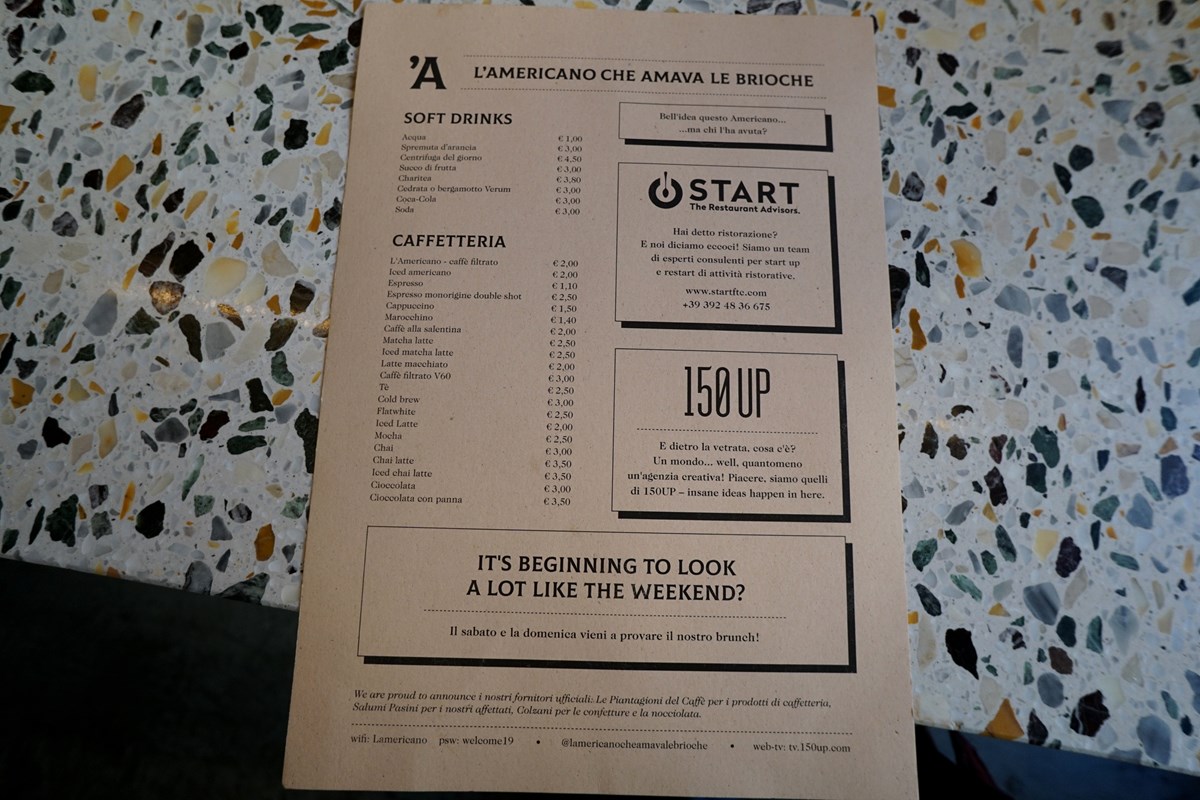 'A
L'AMERICANO CHE AMAVA LE BRIOCHE
SOFT DRINKS
Acqua € 1,00
Spremuta d'arancia € 3,00
Centrifuga del giorno € 4,50
Succo di frutta € 3,00
Charitea € 3,80
Cedrata o bergamotto Verum € 3,00
Coca-Cola € 3,00
Soda € 3,00
CAFFETTERIA
L'Americano - caffè filtrato € 2,00
Iced americano € 2,00
Espresso € 1,10
Espresso monorigine double shot € 2,50
Cappuccino € 1,50
Marocchino € 1,40
Caffè alla salentina € 2,00
Matcha latte € 2,50
Iced matcha latte € 2,50
Latte macchiato € 2,00
Caffè filtrato V60 € 3,00
Tè € 2,50
Cold brew € 3,00
Flatwhite € 2,50
Iced Latte € 2,00
Mocha € 2,50
Chai € 3,00
Chai latte € 3,50
Iced chai latte € 3,50
Cioccolata € 3,00
Cioccolata con panna € 3,50
Bell'idea questo Americano...
...ma chi l'ha avuta?
START
The Restaurant Advisors.
Hai detto ristorazione?
E noi diciamo eccoci! Siamo un team
di esperti consulenti per start up
e restart di attività ristorative.
www.startftc.com
+39 392 48 36 675
150UP
E dietro la vetrata, cosa c'è?
Un mondo... well, quantomeno
un'agenzia creativa! Piacere, siamo quelli
di 150UP – insane ideas happen in here.
IT'S BEGINNING TO LOOK
A LOT LIKE THE WEEKEND?
Il sabato e la domenica vieni a provare il nostro brunch!
We are proud to announce i nostri fornitori ufficiali: Le Piantagioni del Caffè per i prodotti di caffetteria,
Salumi Pasini per i nostri affettati, Colzani per le confetture e la nocciolata.
wifi: Lamericano psw: welcome19 • @lamericanocheamavalebrioche • web-tv: tv.150up.com